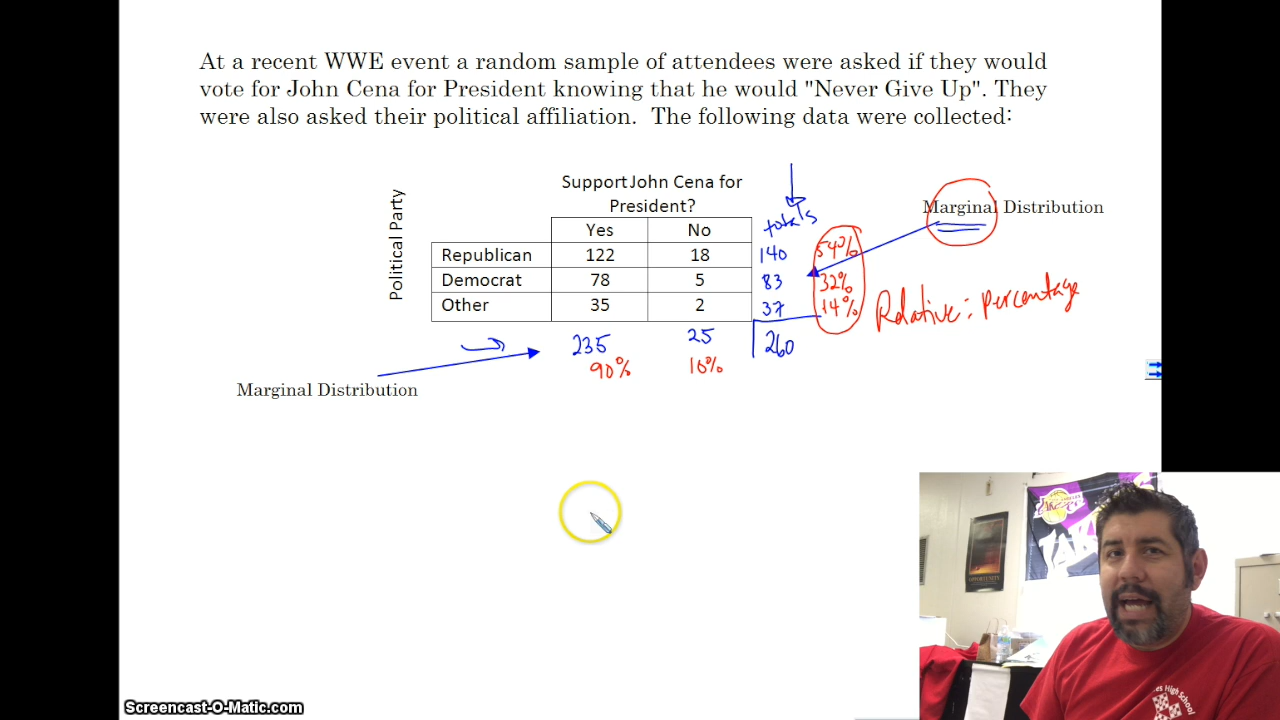 At a recent WWE event a random sample of attendees were asked if they would
vote for John Cena for President knowing that he would "Never Give Up". They
were also asked their political affiliation. The following data were collected:
Support John Cena for
President?
Political Party
Yes No totals
Marginal Distribution
Republican 122 18 140 54%
Democrat 78 5 83 32%
Other 35 2 37 14%
Relative: Percentage
235 25 260
90% 10%
Marginal Distribution
OPPORTUNITY
High School
Screencast-O-Matic.com